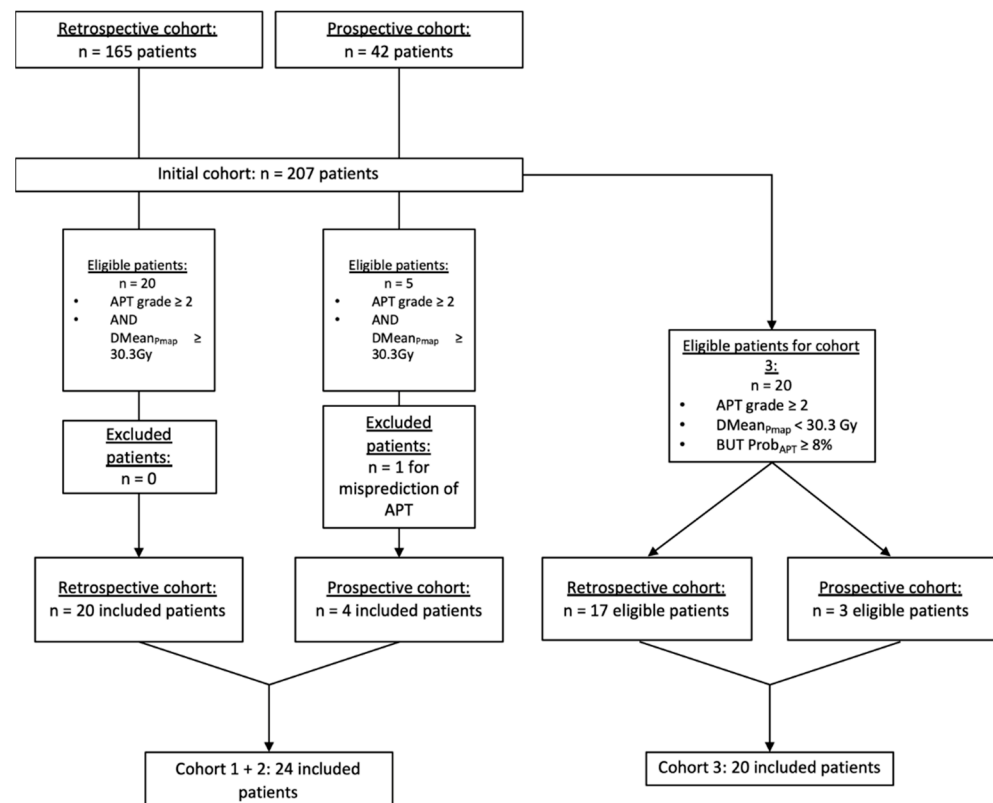 Retrospective cohort:
n = 165 patients
Prospective cohort:
n = 42 patients
Initial cohort: n = 207 patients
Eligible patients:
n = 20
• APT grade ≥ 2
• AND
DMeanPmap ≥
30.3Gy
Eligible patients:
n = 5
• APT grade ≥ 2
• AND
DMeanPmap ≥
30.3Gy
Eligible patients for cohort
3:
n = 20
• APT grade ≥ 2
• DMeanPmap < 30.3 Gy
• BUT ProbAPT ≥ 8%
Excluded
patients:
n = 0
Excluded
patients:
n = 1 for
misprediction of
APT
Retrospective cohort:
n = 20 included patients
Prospective cohort:
n = 4 included patients
Retrospective cohort:
n = 17 eligible patients
Prospective cohort:
n = 3 eligible patients
Cohort 1 + 2: 24 included
patients
Cohort 3: 20 included patients